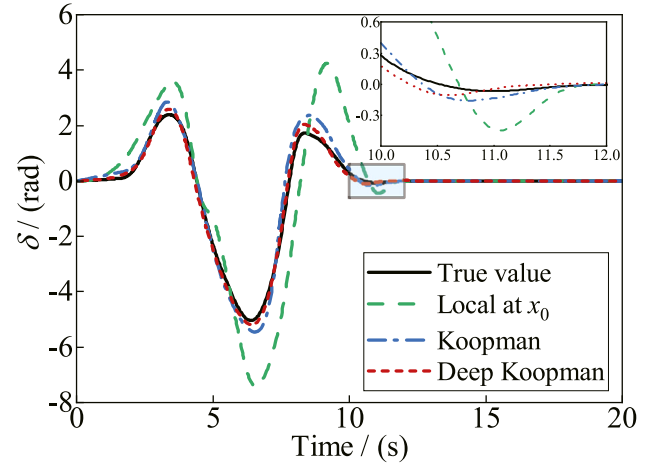 6
4
2
0
-2
-4
-6
-8
δ / (rad)
0.6
0.3
0.0
-0.3
10.0 10.5 11.0 11.5 12.0
True value
Local at x0
Koopman
Deep Koopman
0 5 10 15 20
Time / (s)